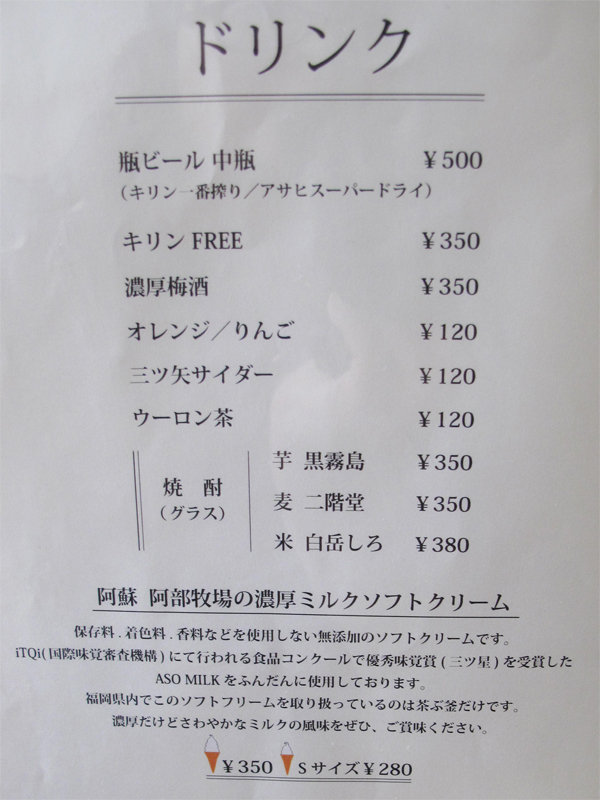 ドリンク
瓶ビール 中瓶 ¥500
(キリン一番搾り／アサヒスーパードライ)
キリン FREE ¥350
濃厚梅酒 ¥350
オレンジ／りんご ¥120
三ツ矢サイダー ¥120
ウーロン茶 ¥120
焼 酎
(グラス)
芋 黒霧島 ¥350
麦 二階堂 ¥350
米 白岳しろ ¥380
阿蘇 阿部牧場の濃厚ミルクソフトクリーム
保存料.着色料.香料などを使用しない無添加のソフトクリームです。
iTQi(国際味覚審査機構)にて行われる食品コンクールで優秀味覚賞(三ツ星)を受賞した
ASO MILKをふんだんに使用しております。
福岡県内でこのソフトフリームを取り扱っているのは茶ぶ釜だけです。
濃厚だけどさわやかなミルクの風味をぜひ、ご賞味ください。
¥350 Sサイズ¥280